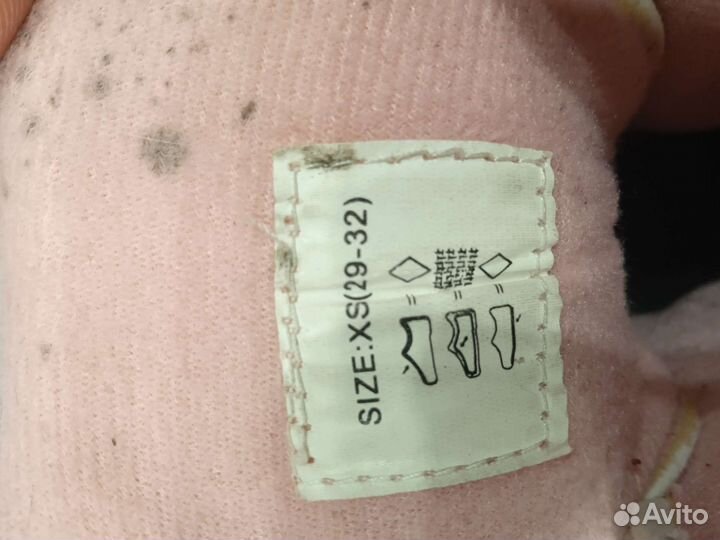 SIZE:XS(29-32)
=
=
=
Avito